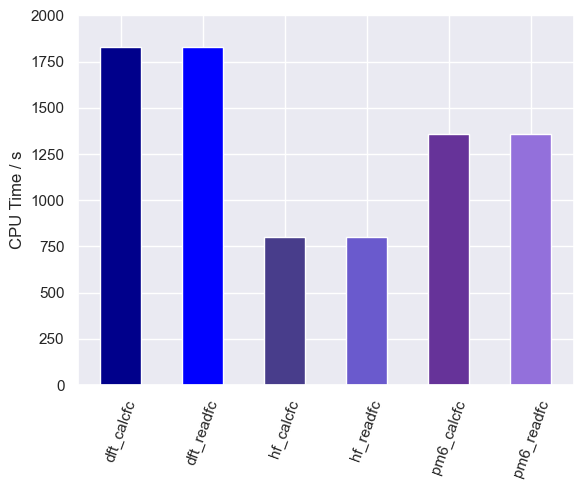 2000
1750
1500
1250
1000
750
500
250
0
CPU Time / s
dft_calcfc
dft_readfc
hf_calcfc
hf_readfc
pm6_calcfc
pm6_readfc